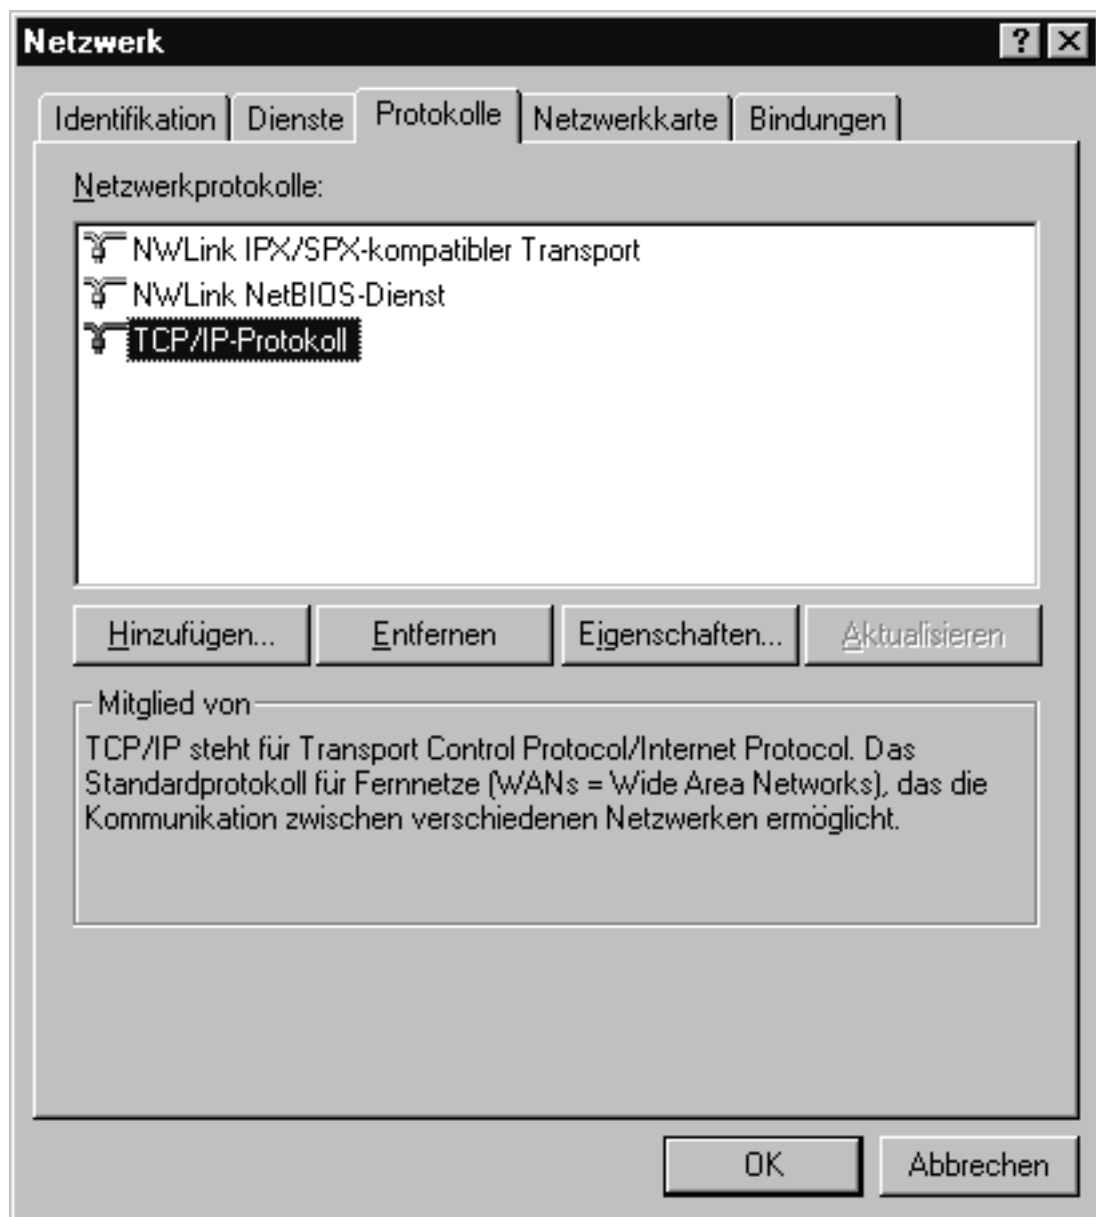 Netzwerk
Identifikation Dienste Protokolle Netzwerkkarte Bindungen
Netzwerkprotokolle:
NWLink IPX/SPX-kompatibler Transport
NWLink NetBIOS-Dienst
TCP/IP-Protokoll
Hinzufügen... Entfernen Eigenschaften... Aktualisieren
Mitglied von
TCP/IP steht für Transport Control Protocol/Internet Protocol. Das
Standardprotokoll für Fernnetze (WANs = Wide Area Networks), das die
Kommunikation zwischen verschiedenen Netzwerken ermöglicht.
OK Abbrechen